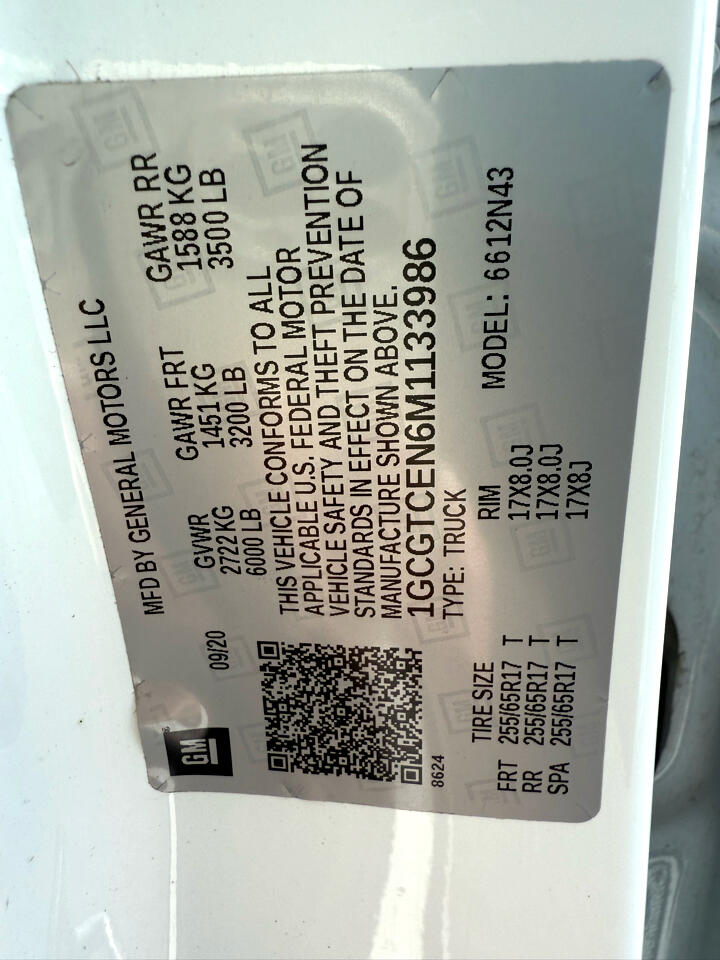 GM
09/20
MFD BY GENERAL MOTORS LLC
GVWR GAWR FRT GAWR RR
2722 KG 1451 KG 1588 KG
6000 LB 3200 LB 3500 LB
THIS VEHICLE CONFORMS TO ALL
APPLICABLE U.S. FEDERAL MOTOR
VEHICLE SAFETY AND THEFT PREVENTION
STANDARDS IN EFFECT ON THE DATE OF
MANUFACTURE SHOWN ABOVE.
1GCGTCEN6M1133986
8624
TYPE: TRUCK MODEL: 6612N43
TIRE SIZE RIM
FRT 255/65R17 T 17X8.0J
RR 255/65R17 T 17X8.0J
SPA 255/65R17 T 17X8J